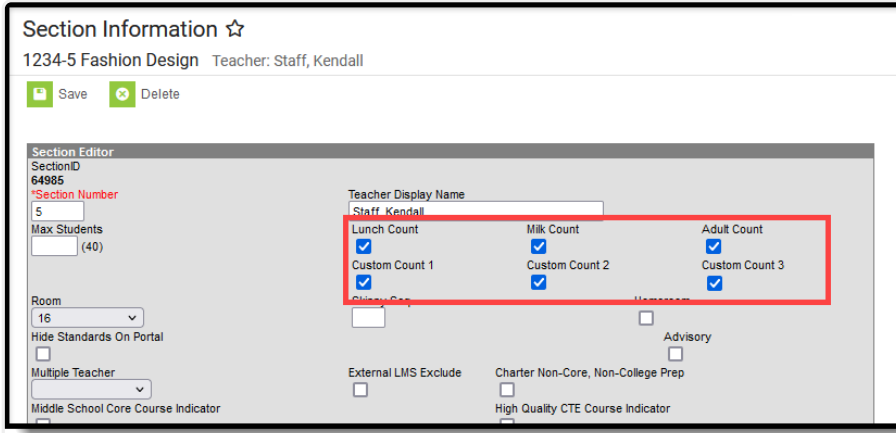 Section Information
1234-5 Fashion Design Teacher: Staff, Kendall
Save Delete
Section Editor
SectionID
64985
*Section Number Teacher Display Name
5 Staff, Kendall
Max Students Lunch Count Milk Count Adult Count
(40)
Custom Count 1 Custom Count 2 Custom Count 3
Room Skinny Seq Homeroom
16
Hide Standards On Portal Advisory
Multiple Teacher External LMS Exclude Charter Non-Core, Non-College Prep
Middle School Core Course Indicator High Quality CTE Course Indicator